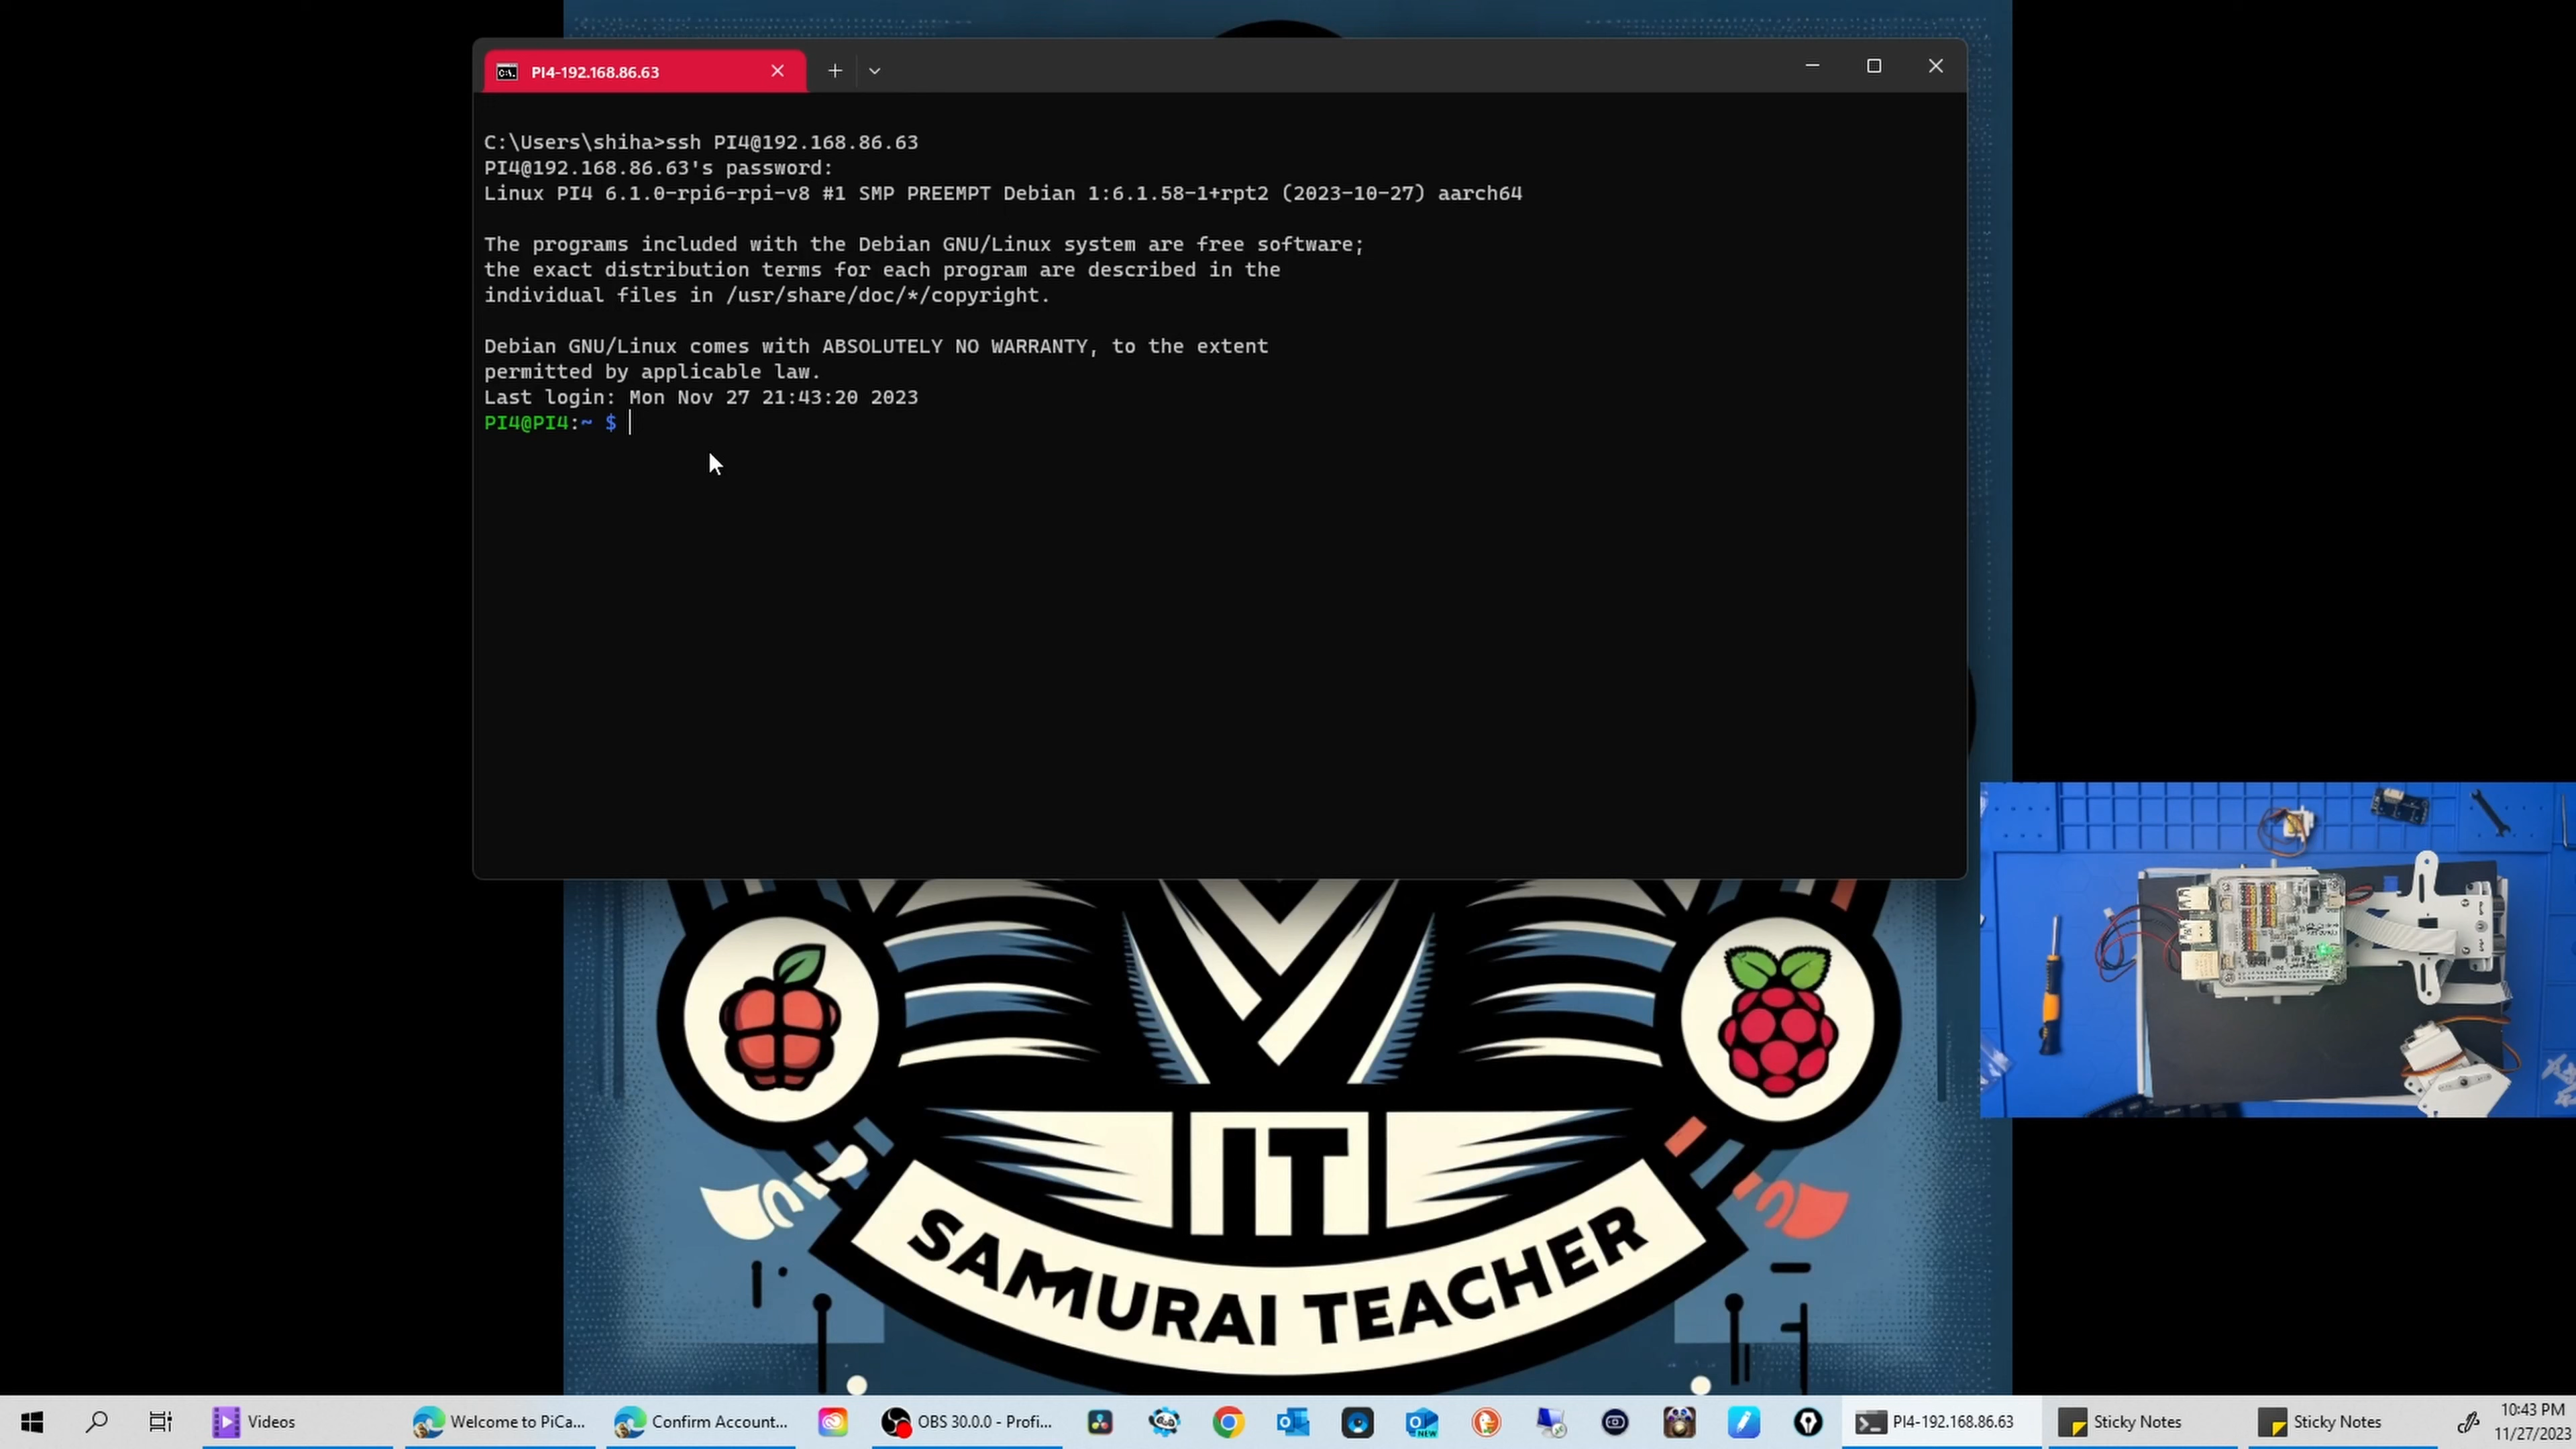 PI4-192.168.86.63
C:\Users\shiha>ssh PI4@192.168.86.63
PI4@192.168.86.63's password:
Linux PI4 6.1.0-rpi6-rpi-v8 #1 SMP PREEMPT Debian 1:6.1.58-1+rpt2 (2023-10-27) aarch64
The programs included with the Debian GNU/Linux system are free software;
the exact distribution terms for each program are described in the
individual files in /usr/share/doc/*/copyright.
Debian GNU/Linux comes with ABSOLUTELY NO WARRANTY, to the extent
permitted by applicable law.
Last login: Mon Nov 27 21:43:20 2023
PI4@PI4:~ $
IT
SAMURAI TEACHER
Videos
Welcome to PiCa...
Confirm Account...
OBS 30.0.0 - Profi...
NEW
PI4-192.168.86.63
Sticky Notes
Sticky Notes
10:43 PM
11/27/2023